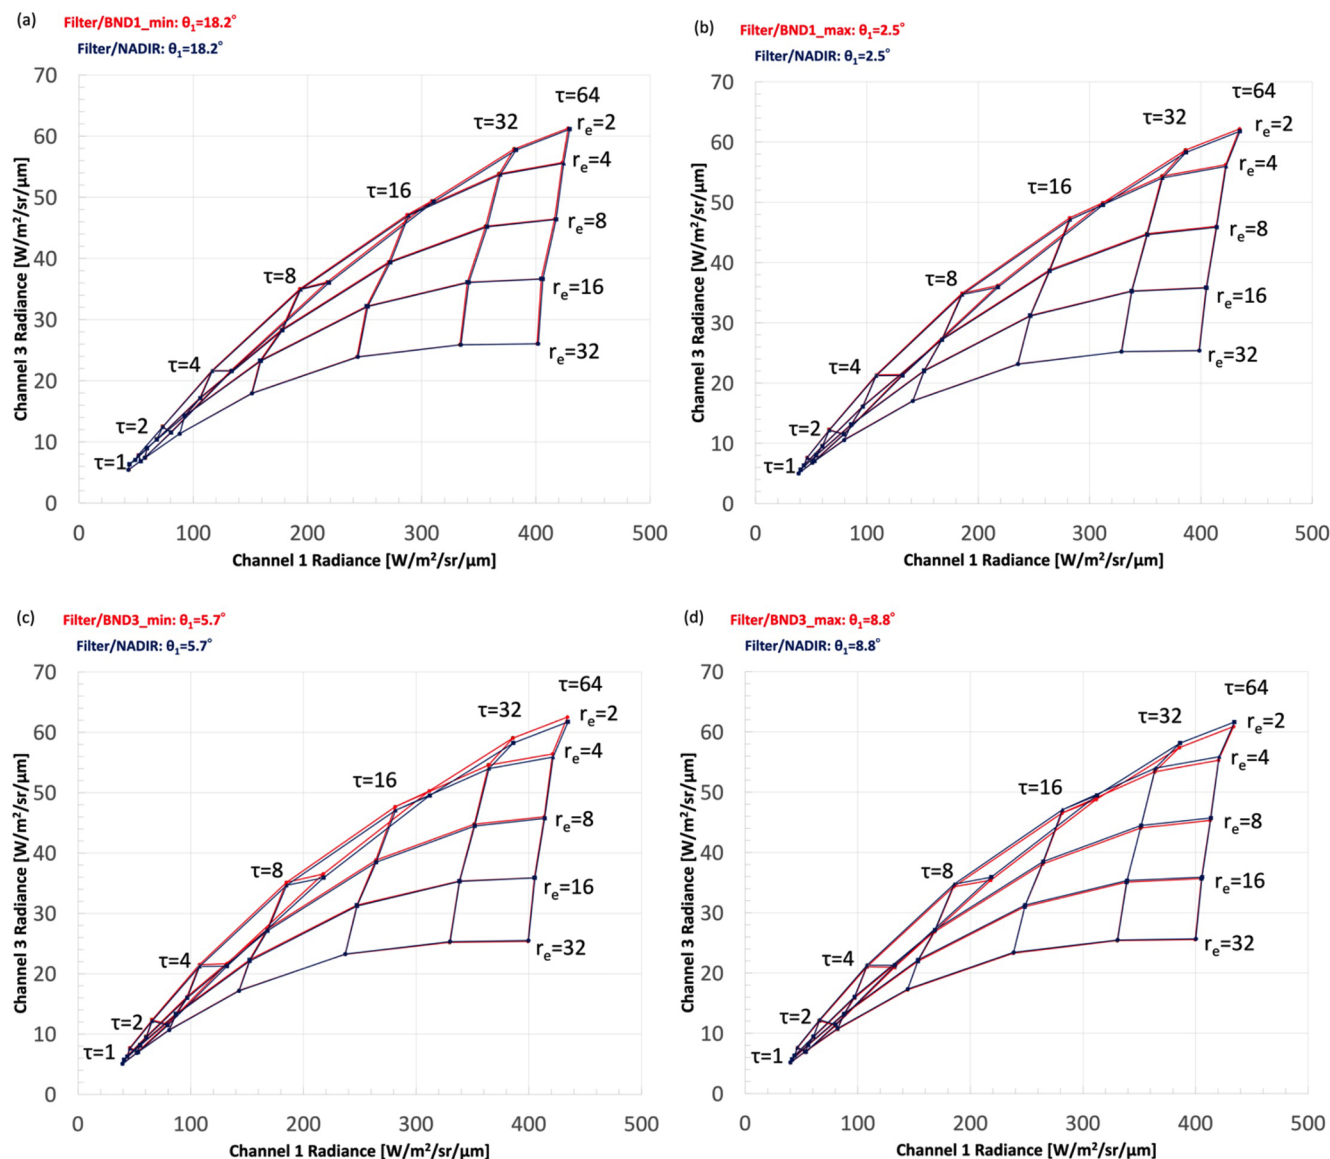 (a)
Filter/BND1_min: θ₁=18.2°
Filter/NADIR: θ₁=18.2°
70
60
50
40
30
20
10
0
τ=64
τ=32
rₑ=2
rₑ=4
τ=16
rₑ=8
τ=8
rₑ=16
τ=4
rₑ=32
τ=2
τ=1
0 100 200 300 400 500
Channel 3 Radiance [W/m²/sr/μm]
Channel 1 Radiance [W/m²/sr/μm]
(b)
Filter/BND1_max: θ₁=2.5°
Filter/NADIR: θ₁=2.5°
70
60
50
40
30
20
10
0
τ=64
τ=32
rₑ=2
rₑ=4
τ=16
rₑ=8
τ=8
rₑ=16
τ=4
rₑ=32
τ=2
τ=1
0 100 200 300 400 500
Channel 3 Radiance [W/m²/sr/μm]
Channel 1 Radiance [W/m²/sr/μm]
(c)
Filter/BND3_min: θ₁=5.7°
Filter/NADIR: θ₁=5.7°
70
60
50
40
30
20
10
0
τ=64
τ=32
rₑ=2
rₑ=4
τ=16
rₑ=8
τ=8
rₑ=16
τ=4
rₑ=32
τ=2
τ=1
0 100 200 300 400 500
Channel 3 Radiance [W/m²/sr/μm]
Channel 1 Radiance [W/m²/sr/μm]
(d)
Filter/BND3_max: θ₁=8.8°
Filter/NADIR: θ₁=8.8°
70
60
50
40
30
20
10
0
τ=64
τ=32
rₑ=2
rₑ=4
τ=16
rₑ=8
τ=8
rₑ=16
τ=4
rₑ=32
τ=2
τ=1
0 100 200 300 400 500
Channel 3 Radiance [W/m²/sr/μm]
Channel 1 Radiance [W/m²/sr/μm]